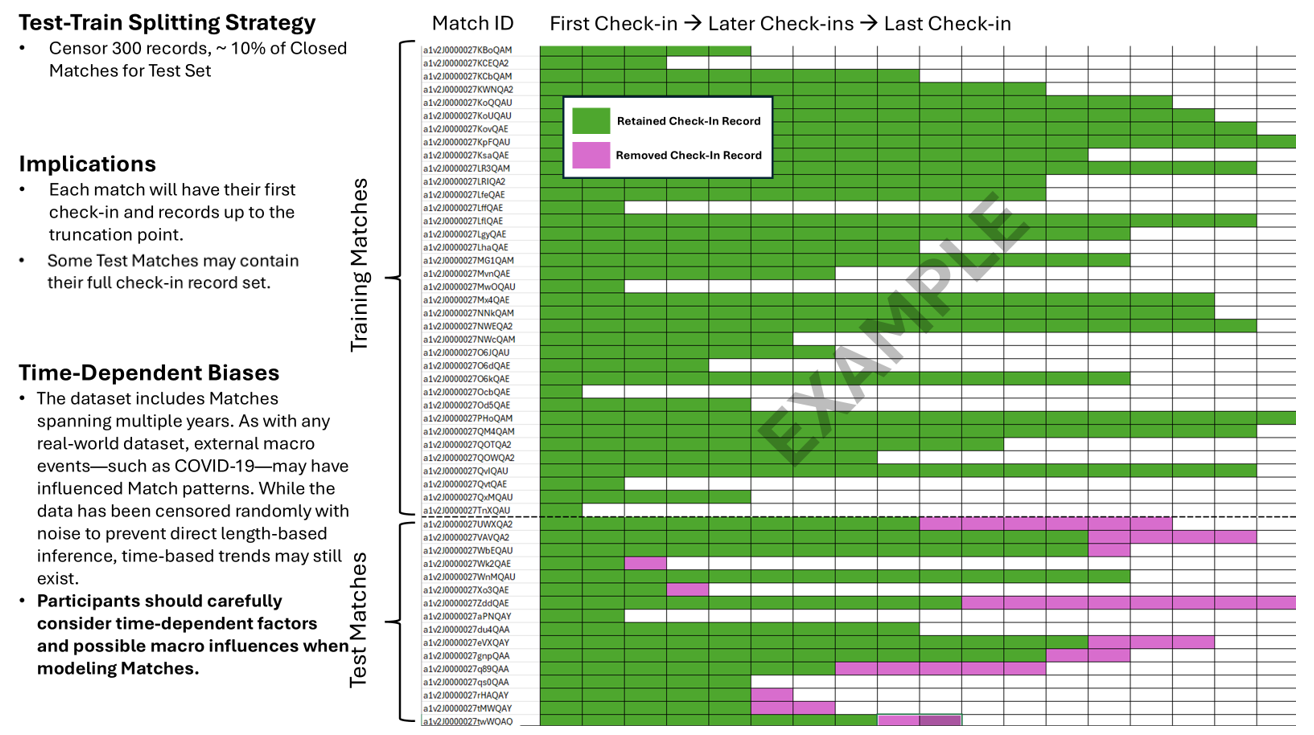 Test-Train Splitting Strategy
• Censor 300 records, ~ 10% of Closed
Matches for Test Set
Implications
• Each match will have their first
check-in and records up to the
truncation point.
• Some Test Matches may contain
their full check-in record set.
Time-Dependent Biases
• The dataset includes Matches
spanning multiple years. As with any
real-world dataset, external macro
events—such as COVID-19—may have
influenced Match patterns. While the
data has been censored randomly with
noise to prevent direct length-based
inference, time-based trends may still
exist.
• Participants should carefully
consider time-dependent factors
and possible macro influences when
modeling Matches.
Training Matches
Test Matches
Match ID
First Check-in → Later Check-ins → Last Check-in
a1v2J0000027KBoQAM
a1v2J0000027KCEQA2
a1v2J0000027KCbQAM
a1v2J0000027KWNQA2
a1v2J0000027KoQQAU
a1v2J0000027KoUQAU
a1v2J0000027KovQAE
a1v2J0000027KpFQAU
a1v2J0000027KsaQAE
a1v2J0000027LR3QAM
a1v2J0000027LRIQA2
a1v2J0000027LfeQAE
a1v2J0000027LffQAE
a1v2J0000027LflQAE
a1v2J0000027LgyQAE
a1v2J0000027LhaQAE
a1v2J0000027MG1QAM
a1v2J0000027MvnQAE
a1v2J0000027MwOQAU
a1v2J0000027Mx4QAE
a1v2J0000027NNkQAM
a1v2J0000027NWEQA2
a1v2J0000027NWcQAM
a1v2J0000027O6JQAU
a1v2J0000027O6dQAE
a1v2J0000027O6kQAE
a1v2J0000027OcbQAE
a1v2J0000027Od5QAE
a1v2J0000027PHoQAM
a1v2J0000027QM4QAM
a1v2J0000027QOTQA2
a1v2J0000027QOWQA2
a1v2J0000027QvIQAU
a1v2J0000027QvtQAE
a1v2J0000027QxMQAU
a1v2J0000027TnXQAU
a1v2J0000027UWXQA2
a1v2J0000027VAVQA2
a1v2J0000027WbEQAU
a1v2J0000027Wk2QAE
a1v2J0000027WnMQAU
a1v2J0000027Xo3QAE
a1v2J0000027ZddQAE
a1v2J0000027aPNQAY
a1v2J0000027du4QAA
a1v2J0000027eVXQAY
a1v2J0000027gnpQAA
a1v2J0000027q89QAA
a1v2J0000027qs0QAA
a1v2J0000027rHAQAY
a1v2J0000027tMWQAY
a1v2J0000027twWOAO
Retained Check-In Record
Removed Check-In Record
EXAMPLE